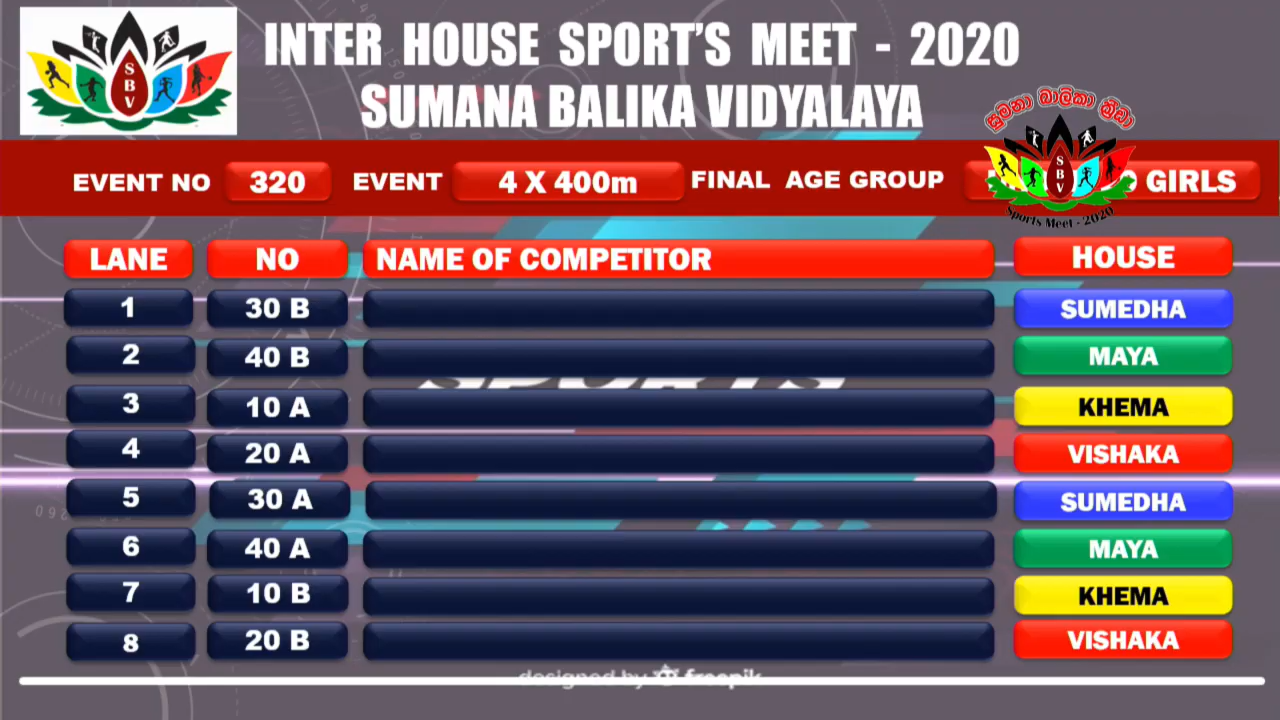 INTER HOUSE SPORT'S MEET - 2020
SUMANA BALIKA VIDYALAYA
S B V
සුමනා බාලිකා ක්‍රීඩා
S B V
Sports Meet - 2020
EVENT NO 320 EVENT 4 X 400m FINAL AGE GROUP GIRLS
LANE NO NAME OF COMPETITOR HOUSE
1 30 B SUMEDHA
2 40 B MAYA
3 10 A KHEMA
4 20 A VISHAKA
5 30 A SUMEDHA
6 40 A MAYA
7 10 B KHEMA
8 20 B VISHAKA
SPORTS
designed by freepik